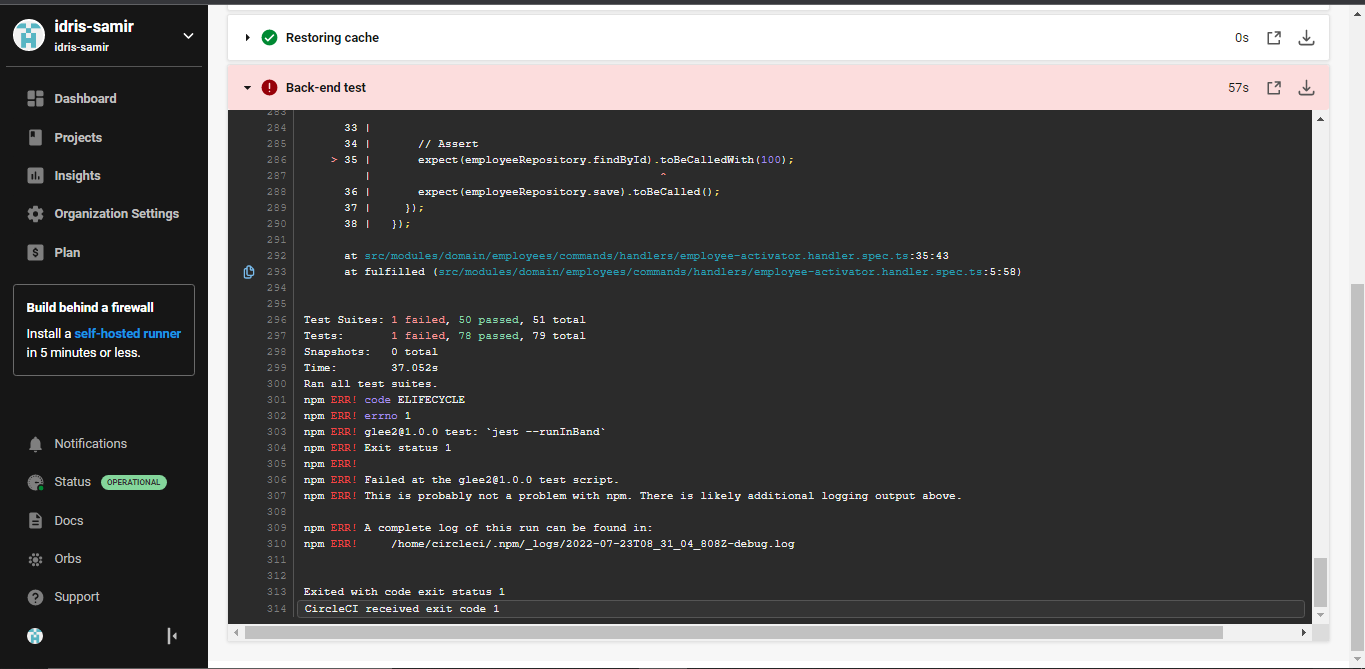 idris-samir
idris-samir
Dashboard
Projects
Insights
Organization Settings
Plan
Build behind a firewall
Install a self-hosted runner
in 5 minutes or less.
Notifications
Status OPERATIONAL
Docs
Orbs
Support
Restoring cache 0s
Back-end test 57s
283
284 33 |
285 34 | // Assert
286 > 35 | expect(employeeRepository.findById).toBeCalledWith(100);
287 | ^
288 36 | expect(employeeRepository.save).toBeCalled();
289 37 | });
290 38 | });
291
292 at src/modules/domain/employees/commands/handlers/employee-activator.handler.spec.ts:35:43
293 at fulfilled (src/modules/domain/employees/commands/handlers/employee-activator.handler.spec.ts:5:58)
294
295
296 Test Suites: 1 failed, 50 passed, 51 total
297 Tests: 1 failed, 78 passed, 79 total
298 Snapshots: 0 total
299 Time: 37.052s
300 Ran all test suites.
301 npm ERR! code ELIFECYCLE
302 npm ERR! errno 1
303 npm ERR! glee2@1.0.0 test: `jest --runInBand`
304 npm ERR! Exit status 1
305 npm ERR!
306 npm ERR! Failed at the glee2@1.0.0 test script.
307 npm ERR! This is probably not a problem with npm. There is likely additional logging output above.
308
309 npm ERR! A complete log of this run can be found in:
310 npm ERR! /home/circleci/.npm/_logs/2022-07-23T08_31_04_808Z-debug.log
311
312
313 Exited with code exit status 1
314 CircleCI received exit code 1